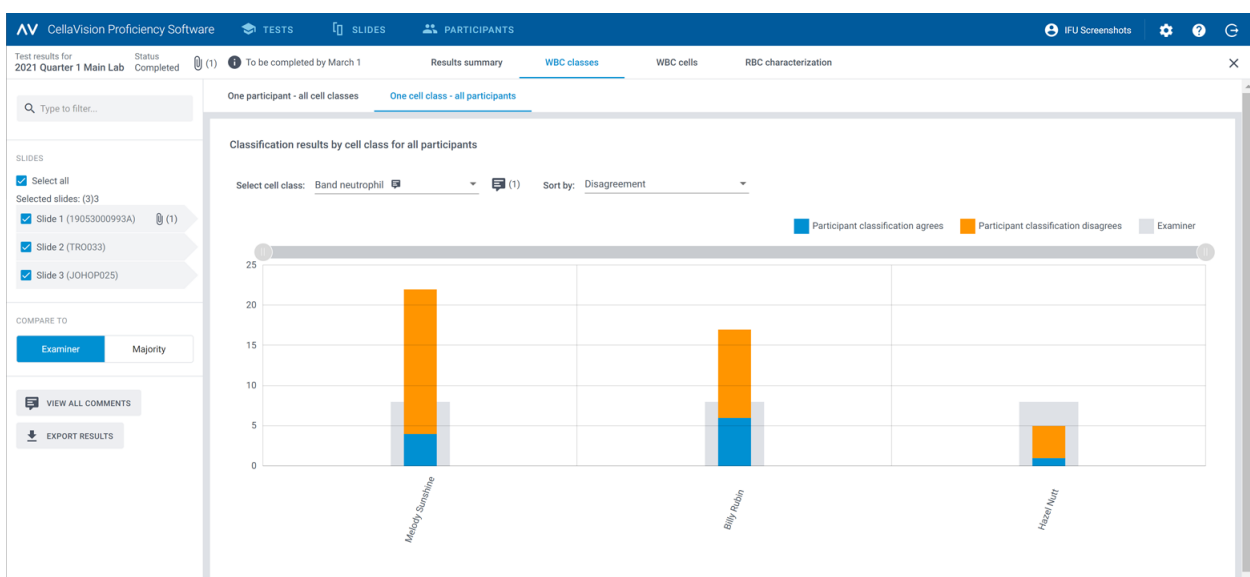 CellaVision Proficiency Software
TESTS
SLIDES
PARTICIPANTS
IFU Screenshots
Test results for
2021 Quarter 1 Main Lab
Status
Completed
(1)
To be completed by March 1
Results summary
WBC classes
WBC cells
RBC characterization
Type to filter...
SLIDES
Select all
Selected slides: (3)3
Slide 1 (19053000993A) (1)
Slide 2 (TRO033)
Slide 3 (JOHOP025)
COMPARE TO
Examiner
Majority
VIEW ALL COMMENTS
EXPORT RESULTS
One participant - all cell classes
One cell class - all participants
Classification results by cell class for all participants
Select cell class: Band neutrophil (1)
Sort by: Disagreement
Participant classification agrees
Participant classification disagrees
Examiner
25
20
15
10
5
0
Melody Sunshine
Billy Rubin
Hazel Nutt